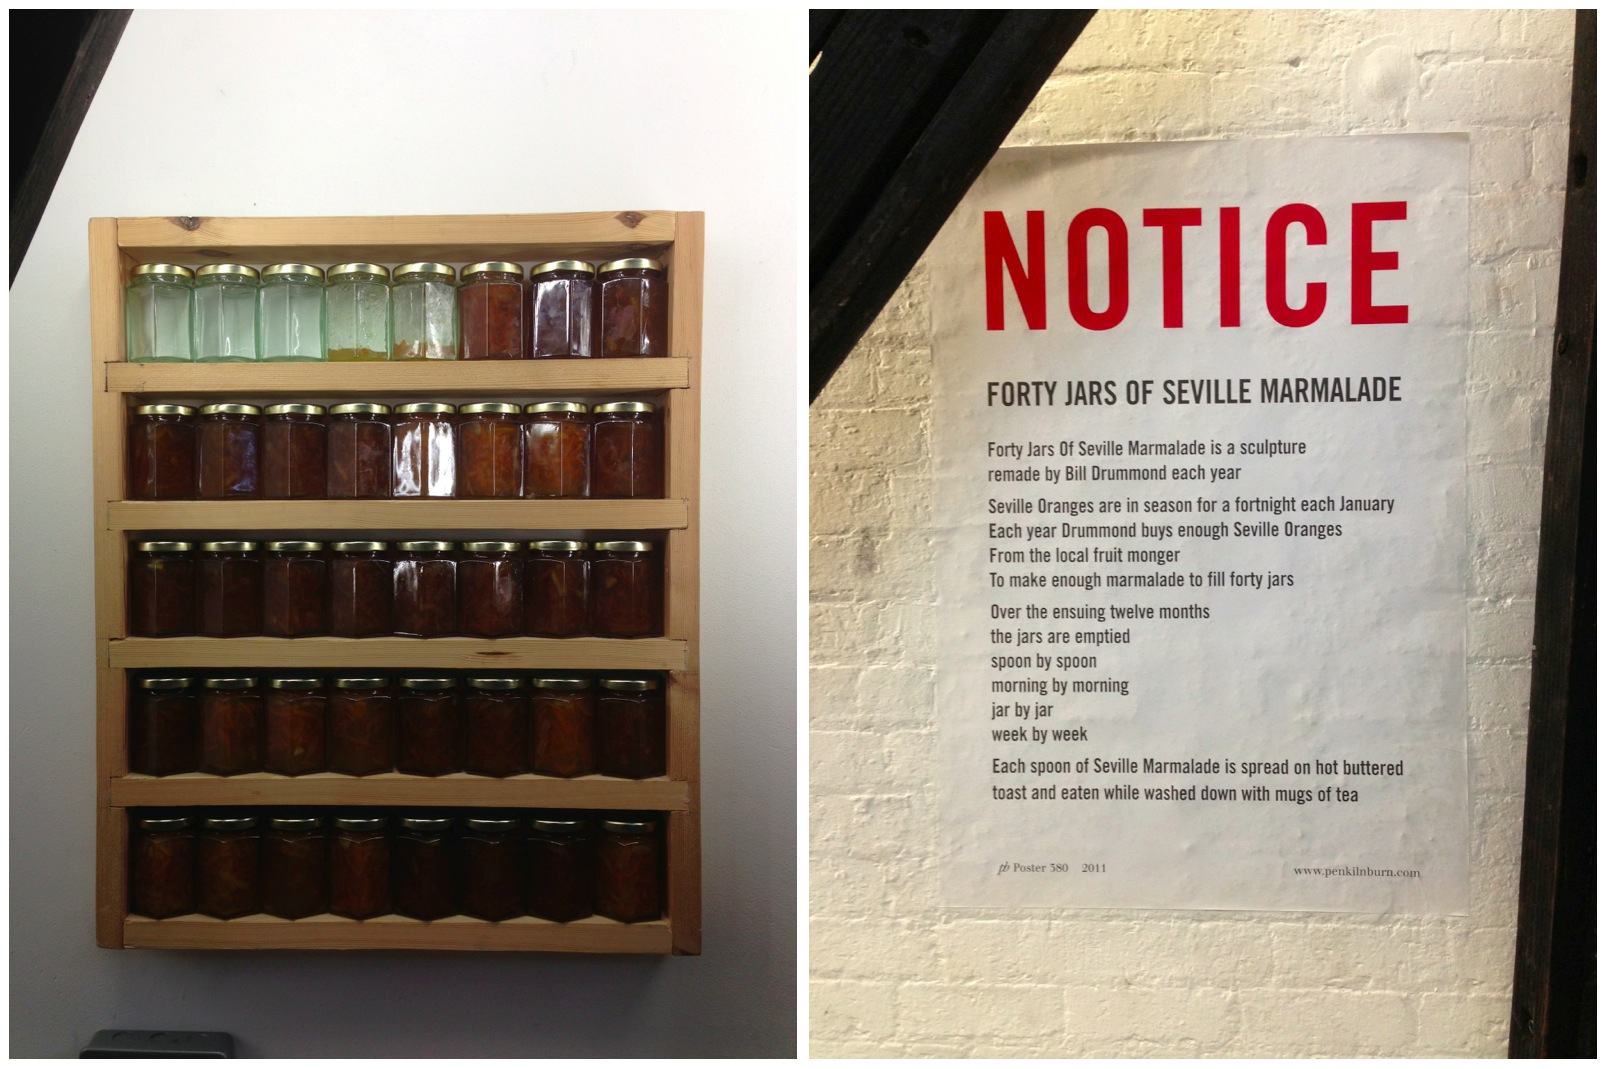 NOTICE
FORTY JARS OF SEVILLE MARMALADE
Forty Jars Of Seville Marmalade is a sculpture
remade by Bill Drummond each year
Seville Oranges are in season for a fortnight each January
Each year Drummond buys enough Seville Oranges
From the local fruit monger
To make enough marmalade to fill forty jars
Over the ensuing twelve months
the jars are emptied
spoon by spoon
morning by morning
jar by jar
week by week
Each spoon of Seville Marmalade is spread on hot buttered
toast and eaten while washed down with mugs of tea
pb Poster 380 2011
www.penkilnburn.com